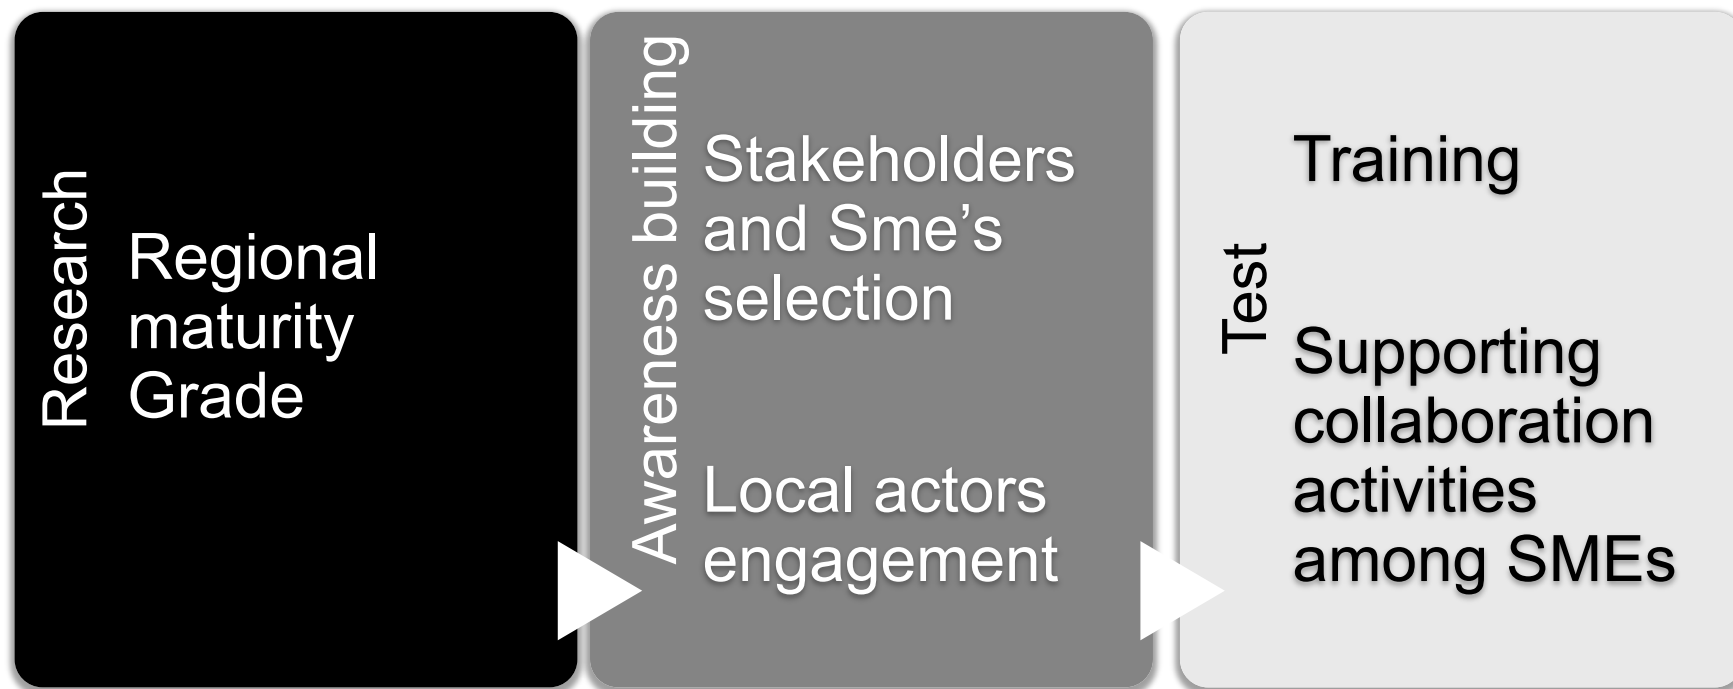 Research
Regional
maturity
Grade
Awareness building
Stakeholders
and Sme’s
selection
Local actors
engagement
Test
Training
Supporting
collaboration
activities
among SMEs